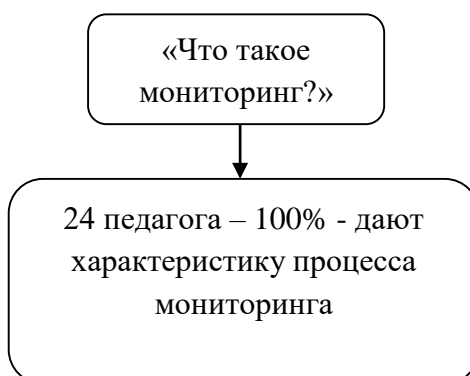 «Что такое
мониторинг?»
24 педагога – 100% - дают
характеристику процесса
мониторинга